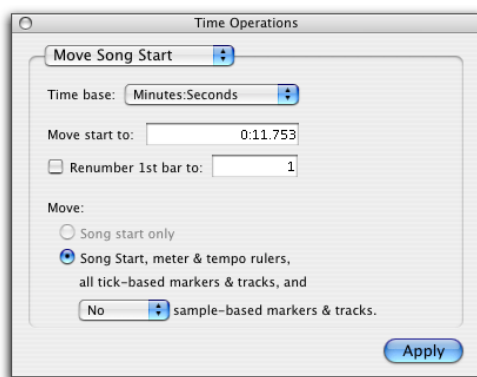 Time Operations
Move Song Start
Time base: Minutes:Seconds
Move start to: 0:11.753
Renumber 1st bar to: 1
Move:
Song start only
Song Start, meter & tempo rulers,
all tick-based markers & tracks, and
No sample-based markers & tracks.
Apply